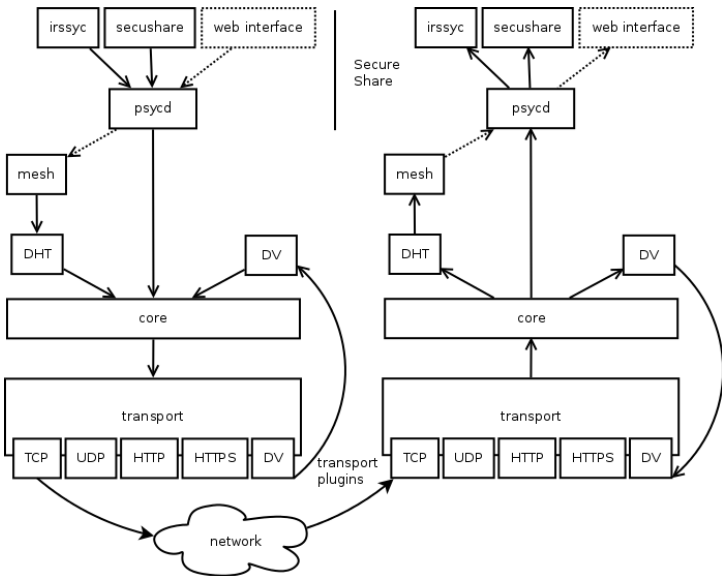 irssyc
secushare
web interface
psycd
mesh
DHT
DV
core
transport
TCP
UDP
HTTP
HTTPS
DV
Secure
Share
transport
plugins
network
irssyc
secushare
web interface
psycd
mesh
DHT
DV
core
transport
TCP
UDP
HTTP
HTTPS
DV